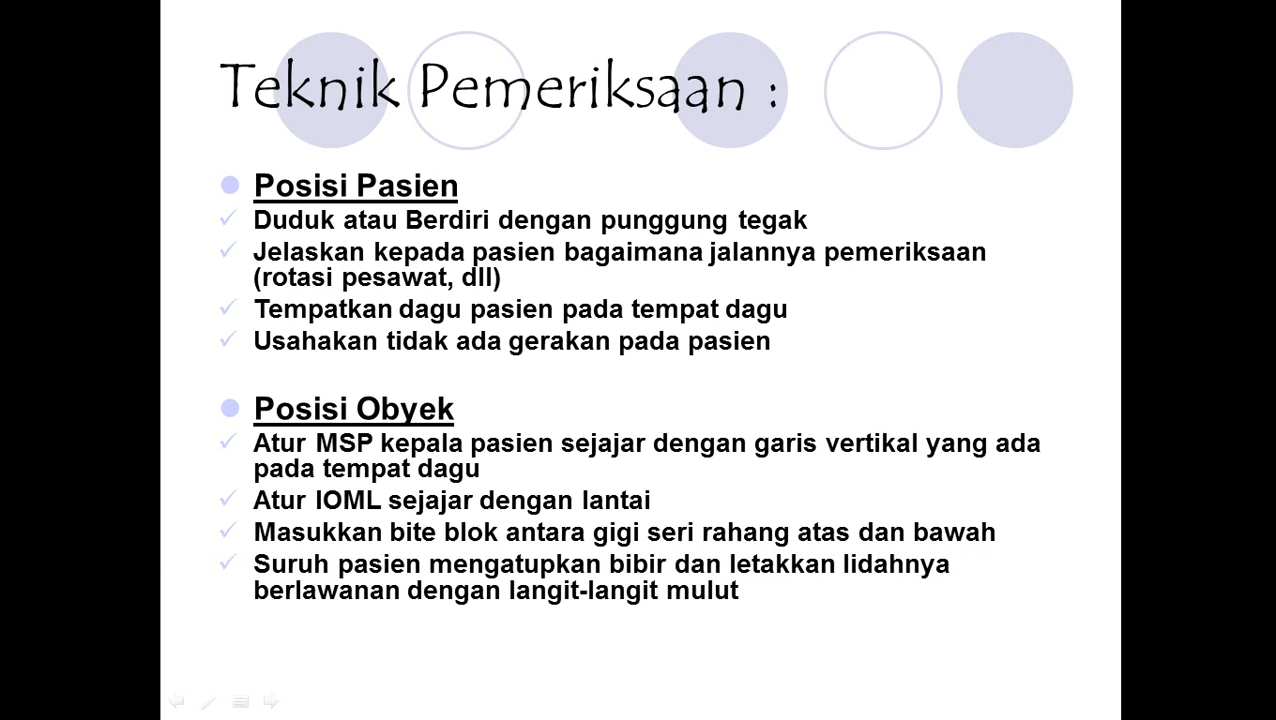 Teknik Pemeriksaan :
Posisi Pasien
Duduk atau Berdiri dengan punggung tegak
Jelaskan kepada pasien bagaimana jalannya pemeriksaan
(rotasi pesawat, dll)
Tempatkan dagu pasien pada tempat dagu
Usahakan tidak ada gerakan pada pasien
Posisi Obyek
Atur MSP kepala pasien sejajar dengan garis vertikal yang ada
pada tempat dagu
Atur IOML sejajar dengan lantai
Masukkan bite blok antara gigi seri rahang atas dan bawah
Suruh pasien mengatupkan bibir dan letakkan lidahnya
berlawanan dengan langit-langit mulut